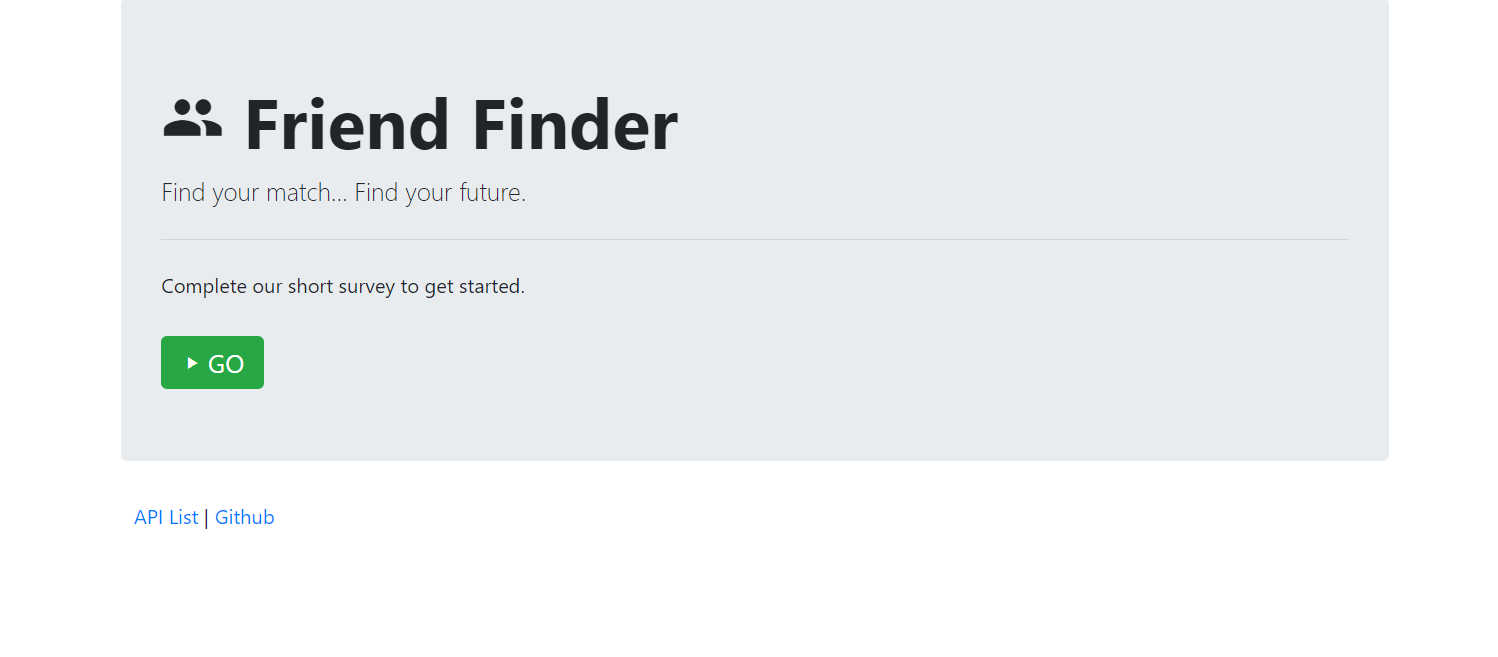 Friend Finder
Find your match... Find your future.
Complete our short survey to get started.
GO
API List | Github